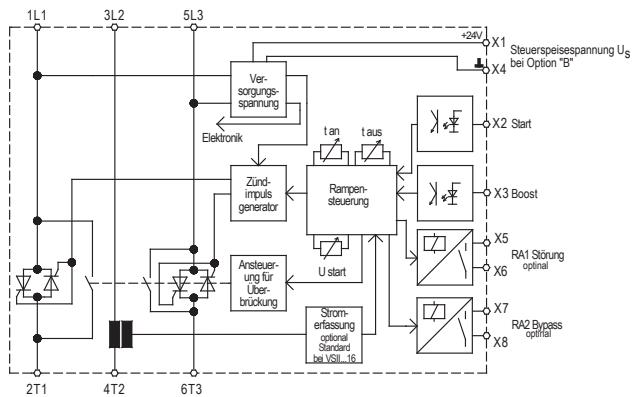 1L1
3L2
5L3
+24V
X1
Steuerspeisespannung US
bei Option "B"
X4
Ver-
sorgungs-
spannung
Elektronik
t an
t aus
X2 Start
Zünd-
impuls
generator
Rampen-
steuerung
X3 Boost
X5
RA1 Störung
optinal
X6
U start
Ansteuer-
ung für
Über-
brückung
Strom-
erfassung
optional
Standard
bei VSII...16
X7
RA2 Bypass
optinal
X8
2T1
4T2
6T3